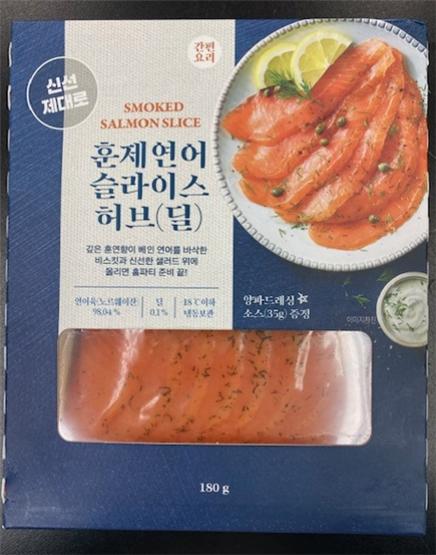 신선
제대로
간편
요리
SMOKED
SALMON SLICE
훈제연어
슬라이스
허브(딜)
깊은 훈연향이 베인 연어를 바삭한
비스킷과 신선한 샐러드 위에
올리면 홈파티 준비 끝!
연어육(노르웨이산)
98.04 %
딜
0.1%
-18℃이하
냉동보관
양파드레싱
소스(35g) 증정
이미지사진
180 g